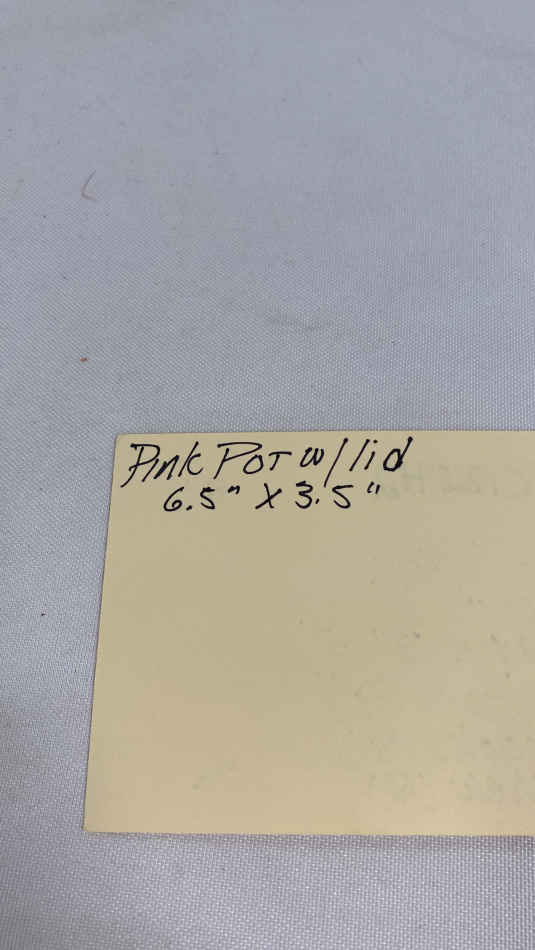 Pink Pot w/ lid
6.5" X 3.5"